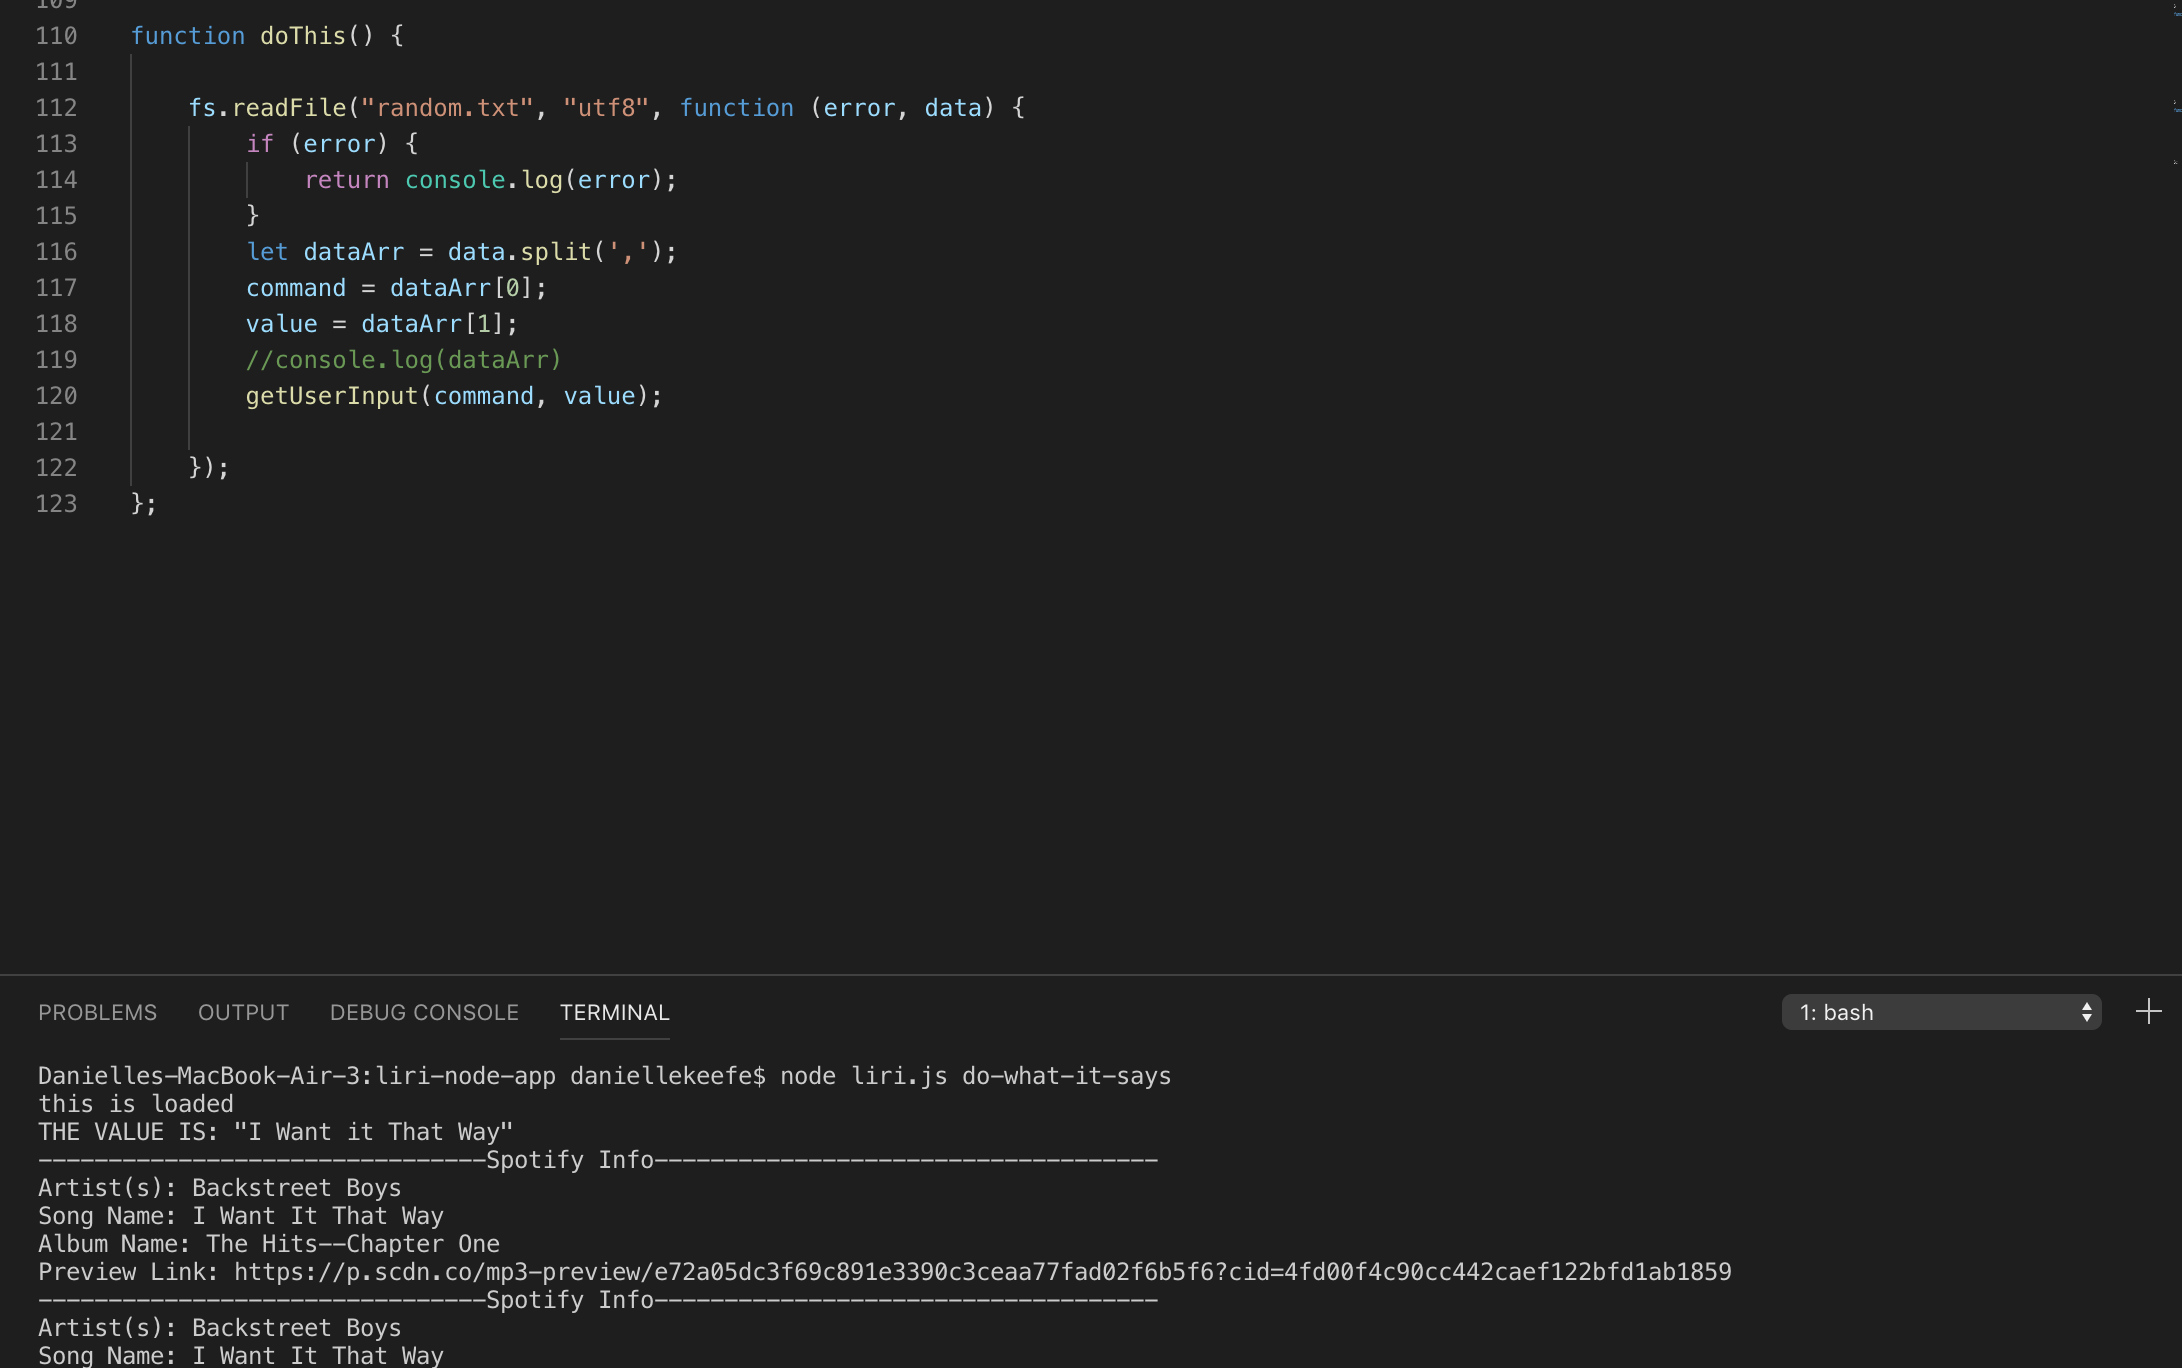 109
110 function doThis() {
111
112 fs.readFile("random.txt", "utf8", function (error, data) {
113 if (error) {
114 return console.log(error);
115 }
116 let dataArr = data.split(',');
117 command = dataArr[0];
118 value = dataArr[1];
119 //console.log(dataArr)
120 getUserInput(command, value);
121
122 });
123 };
PROBLEMS OUTPUT DEBUG CONSOLE TERMINAL 1: bash
Danielles-MacBook-Air-3:liri-node-app daniellekeefe$ node liri.js do-what-it-says
this is loaded
THE VALUE IS: "I Want it That Way"
--------------------------------Spotify Info------------------------------------
Artist(s): Backstreet Boys
Song Name: I Want It That Way
Album Name: The Hits--Chapter One
Preview Link: https://p.scdn.co/mp3-preview/e72a05dc3f69c891e3390c3ceaa77fad02f6b5f6?cid=4fd00f4c90cc442caef122bfd1ab1859
--------------------------------Spotify Info------------------------------------
Artist(s): Backstreet Boys
Song Name: I Want It That Way